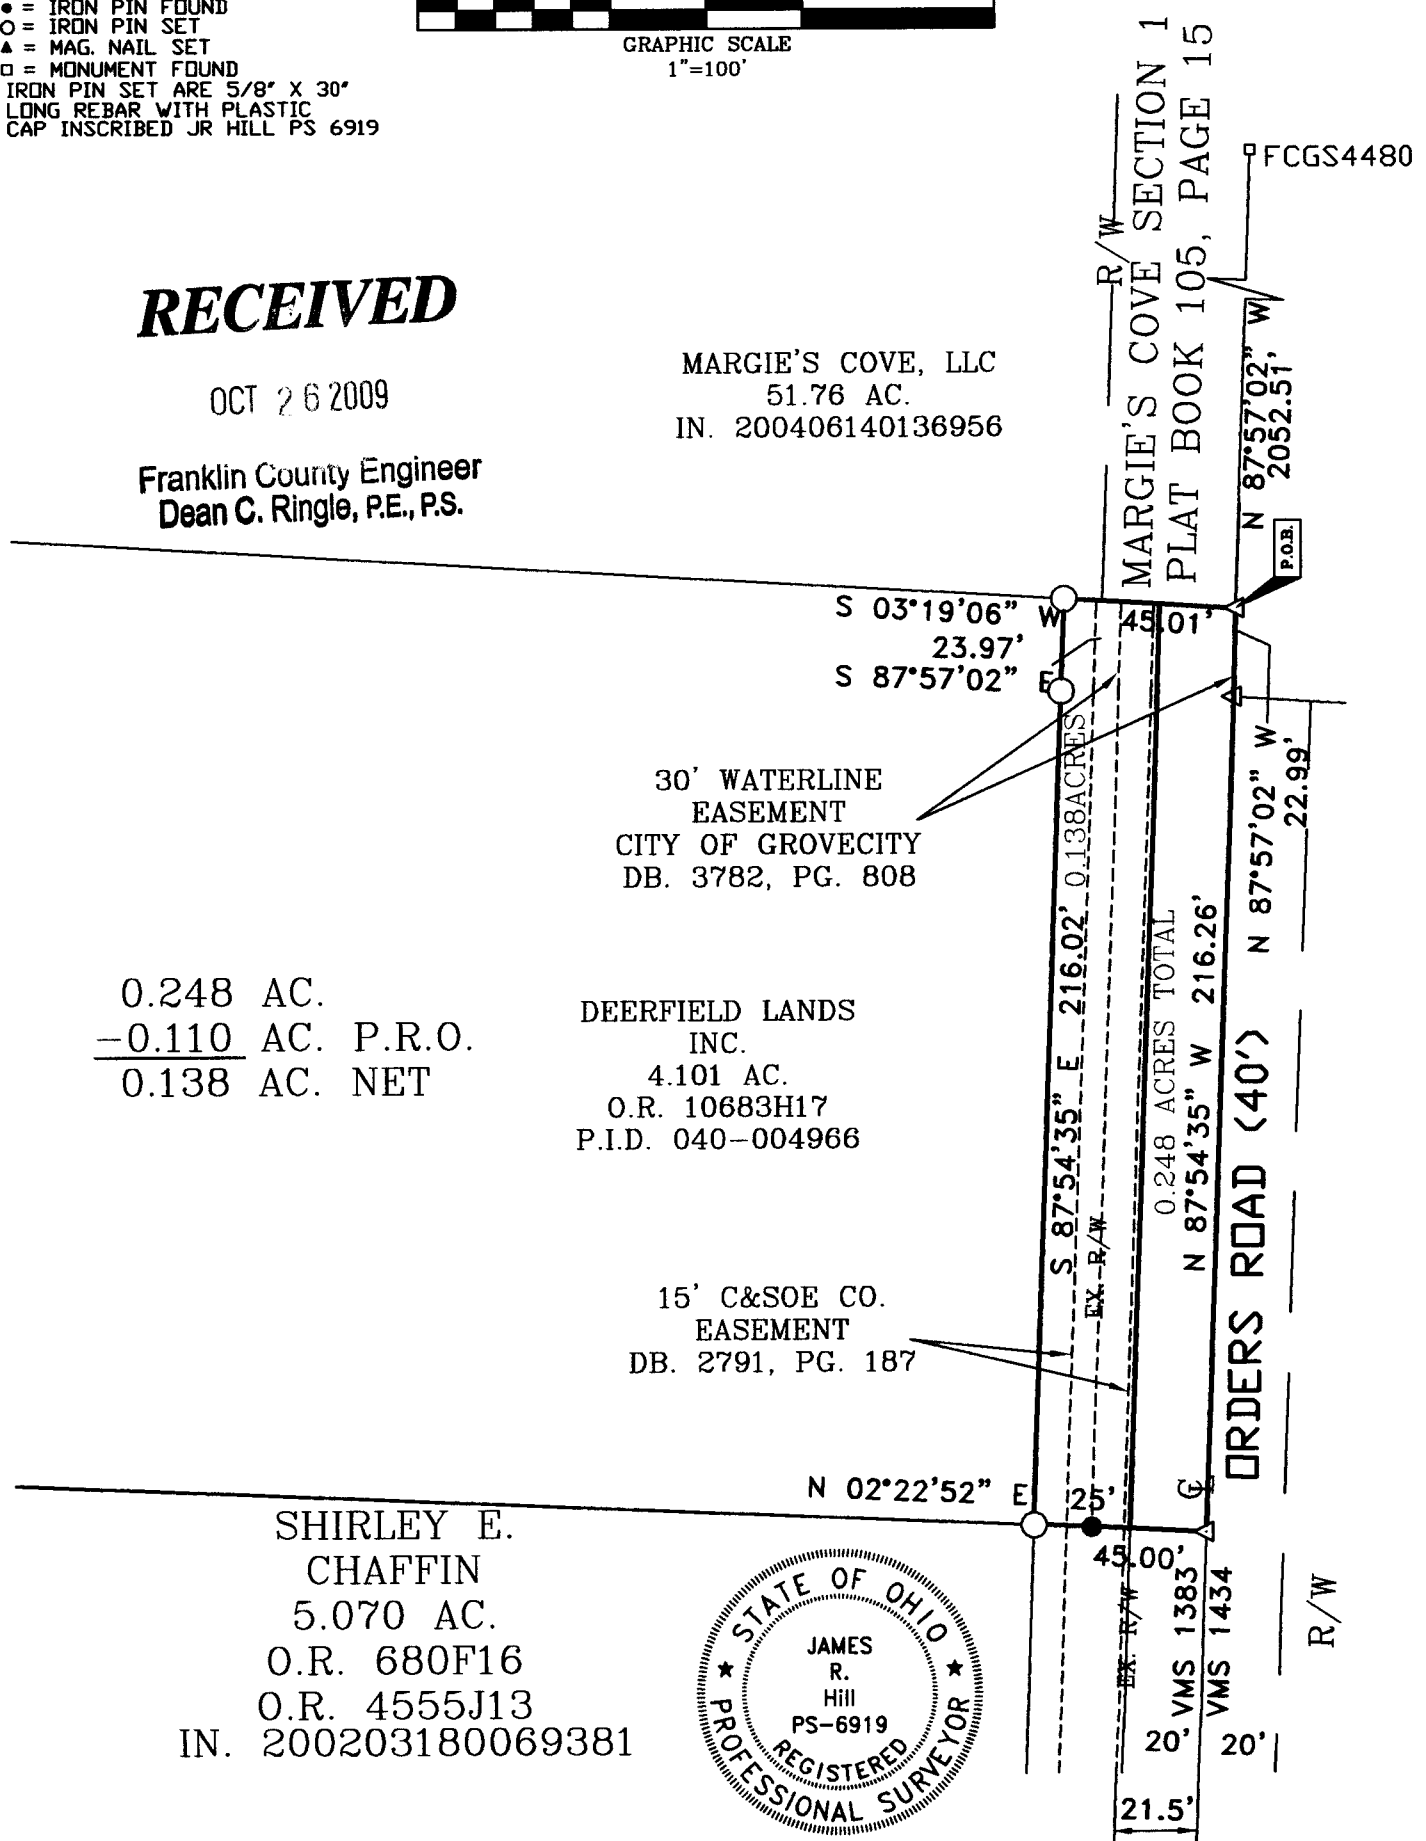 ● = IRON PIN FOUND
O = IRON PIN SET
▲ = MAG. NAIL SET
□ = MONUMENT FOUND
IRON PIN SET ARE 5/8" X 30"
LONG REBAR WITH PLASTIC
CAP INSCRIBED JR HILL PS 6919
GRAPHIC SCALE
1"=100'
MARGIE'S COVE SECTION 1
PLAT BOOK 105, PAGE 15
R/W
FCGS4480
RECEIVED
OCT 26 2009
Franklin County Engineer
Dean C. Ringle, P.E., P.S.
MARGIE'S COVE, LLC
51.76 AC.
IN. 200406140136956
N 87°57'02" W
2052.51'
P.O.B.
S 03°19'06" W
45.01'
23.97'
S 87°57'02" E
30' WATERLINE
EASEMENT
CITY OF GROVECITY
DB. 3782, PG. 808
0.138ACRES
S 87°54'35" E 216.02'
EX. R/W
0.248 ACRES TOTAL
N 87°54'35" W 216.26'
N 87°57'02" W
22.99'
ORDERS ROAD (40')
0.248 AC.
-0.110 AC. P.R.O.
0.138 AC. NET
DEERFIELD LANDS
INC.
4.101 AC.
O.R. 10683H17
P.I.D. 040-004966
15' C&SOE CO.
EASEMENT
DB. 2791, PG. 187
N 02°22'52" E
25'
45.00'
SHIRLEY E.
CHAFFIN
5.070 AC.
O.R. 680F16
O.R. 4555J13
IN. 200203180069381
STATE OF OHIO
JAMES
R.
Hill
PS-6919
REGISTERED
PROFESSIONAL SURVEYOR
EX. R/W
VMS 1383
VMS 1434
R/W
20'
20'
21.5'